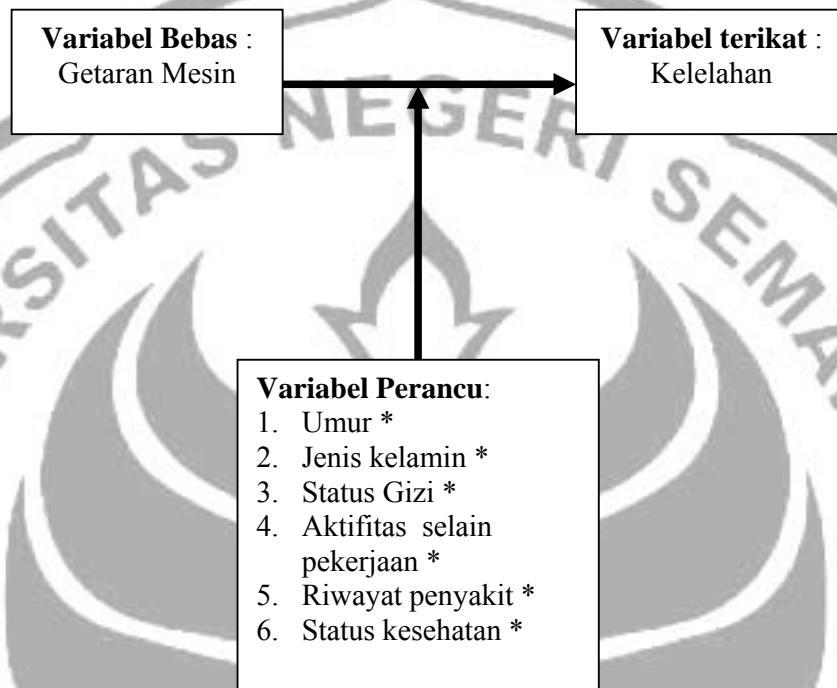 Variabel Bebas :
Getaran Mesin
Variabel terikat :
Kelelahan
NEGERI
SEMA
Variabel Perancu:
1. Umur *
2. Jenis kelamin *
3. Status Gizi *
4. Aktifitas selain
pekerjaan *
5. Riwayat penyakit *
6. Status kesehatan *